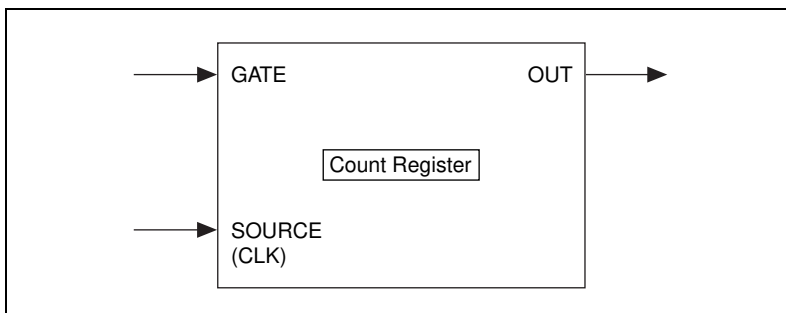 GATE
OUT
Count Register
SOURCE
(CLK)